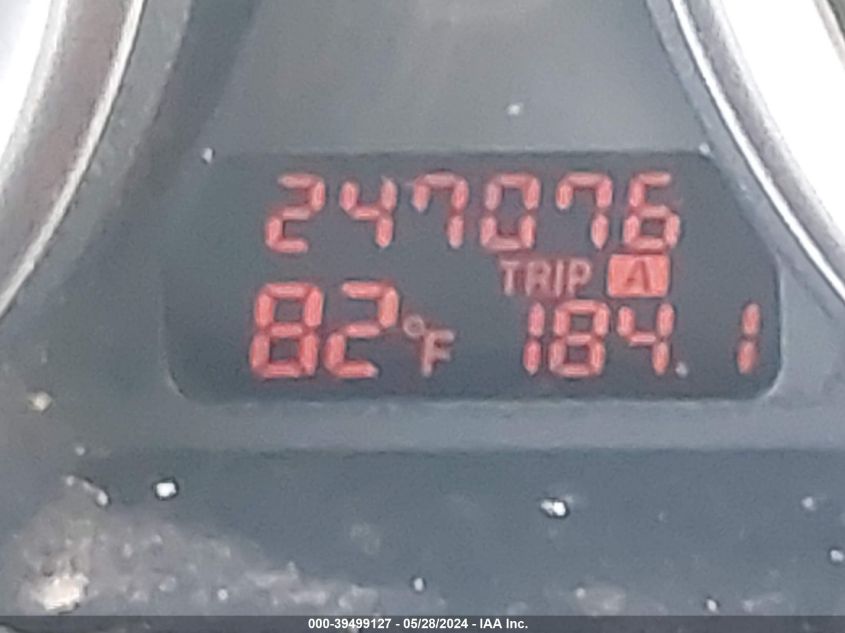 247076
TRIP A
82°F 184.1
000-39499127 - 05/28/2024 - IAA Inc.